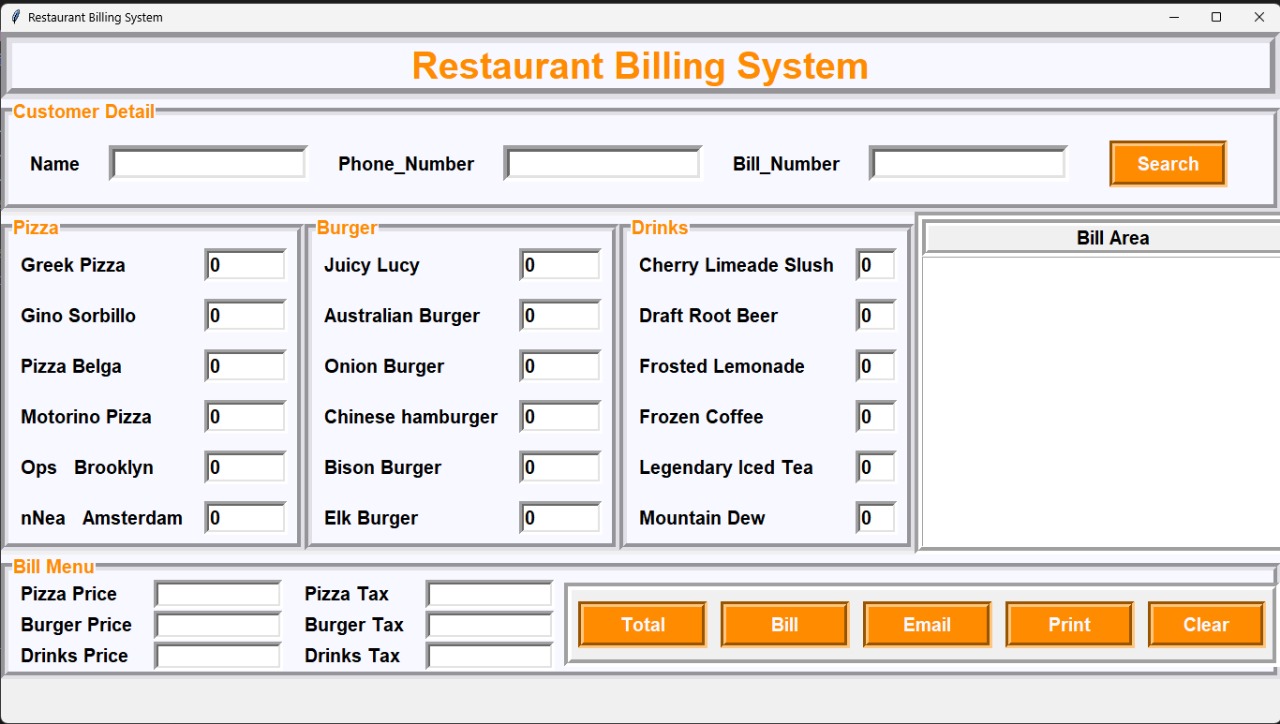 Restaurant Billing System
Restaurant Billing System
Customer Detail
Name Phone_Number Bill_Number Search
Pizza Burger Drinks
Bill Area
Greek Pizza 0 Juicy Lucy 0 Cherry Limeade Slush 0
Gino Sorbillo 0 Australian Burger 0 Draft Root Beer 0
Pizza Belga 0 Onion Burger 0 Frosted Lemonade 0
Motorino Pizza 0 Chinese hamburger 0 Frozen Coffee 0
Ops Brooklyn 0 Bison Burger 0 Legendary Iced Tea 0
nNea Amsterdam 0 Elk Burger 0 Mountain Dew 0
Bill Menu
Pizza Price Pizza Tax
Burger Price Burger Tax Total Bill Email Print Clear
Drinks Price Drinks Tax